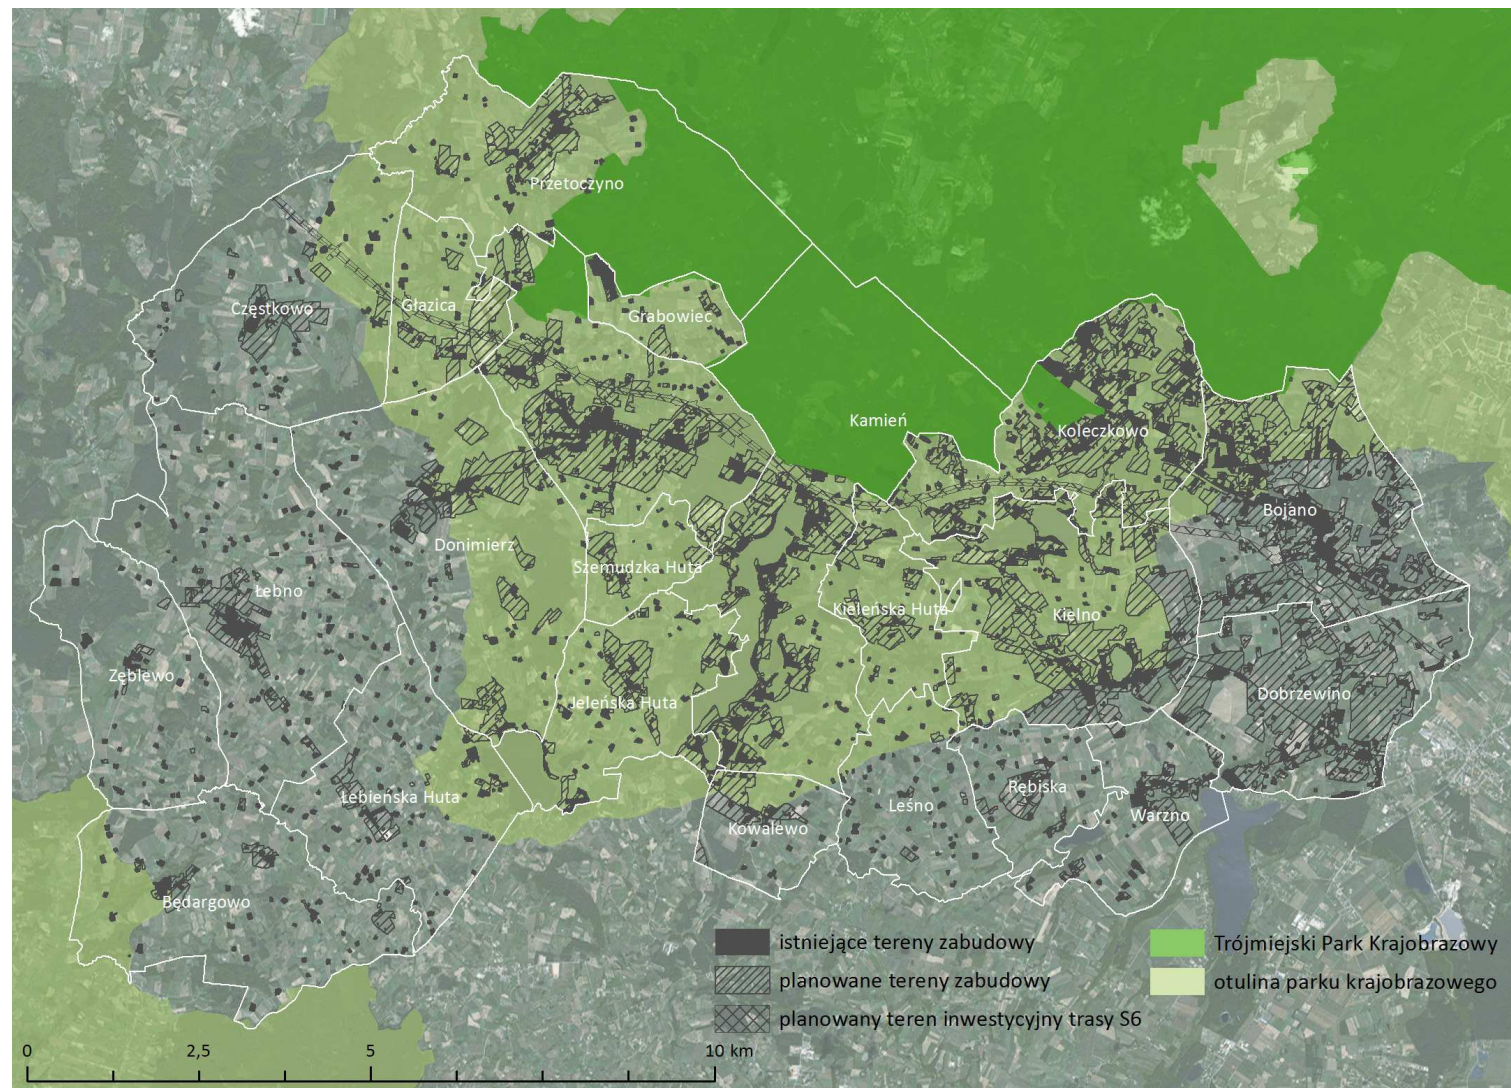 Przetoczyno
Częstkowo
Głazica
Grabowiec
Kamień
Koleczkowo
Bojano
Donimierz
Szemudzka Huta
Łebno
Kieleńska Huta
Kielno
Zęblewo
Jeleńska Huta
Dobrzewino
Łebieńska Huta
Leśno
Rębiska
Warzno
Kowalewo
Będargowo
istniejące tereny zabudowy
planowane tereny zabudowy
planowany teren inwestycyjny trasy S6
Trójmiejski Park Krajobrazowy
otulina parku krajobrazowego
0 2,5 5 10 km